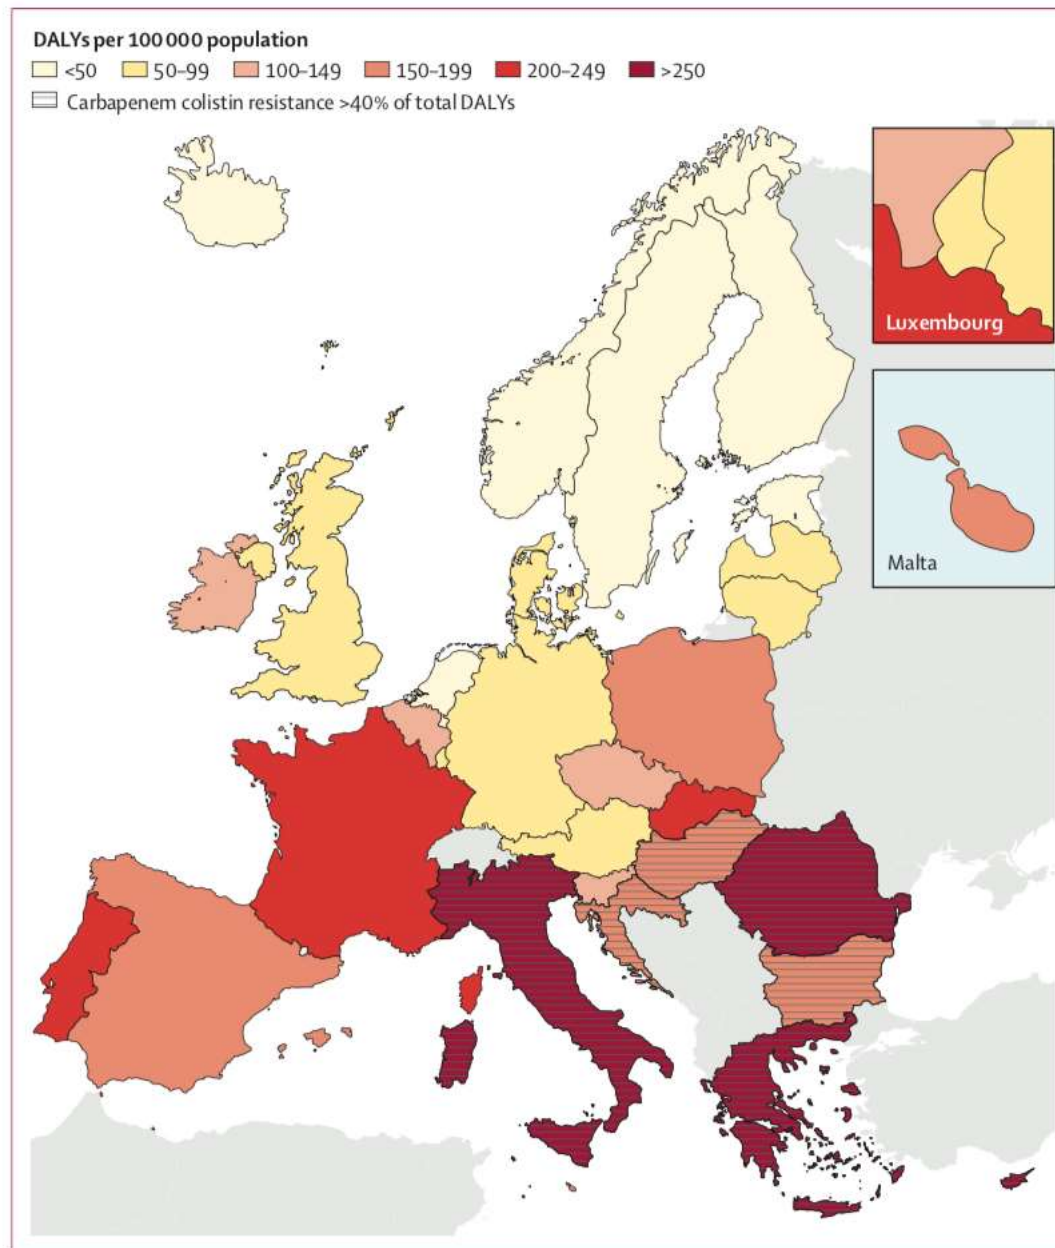 DALYs per 100 000 population
<50 50–99 100–149 150–199 200–249 >250
Carbapenem colistin resistance >40% of total DALYs
Luxembourg
Malta